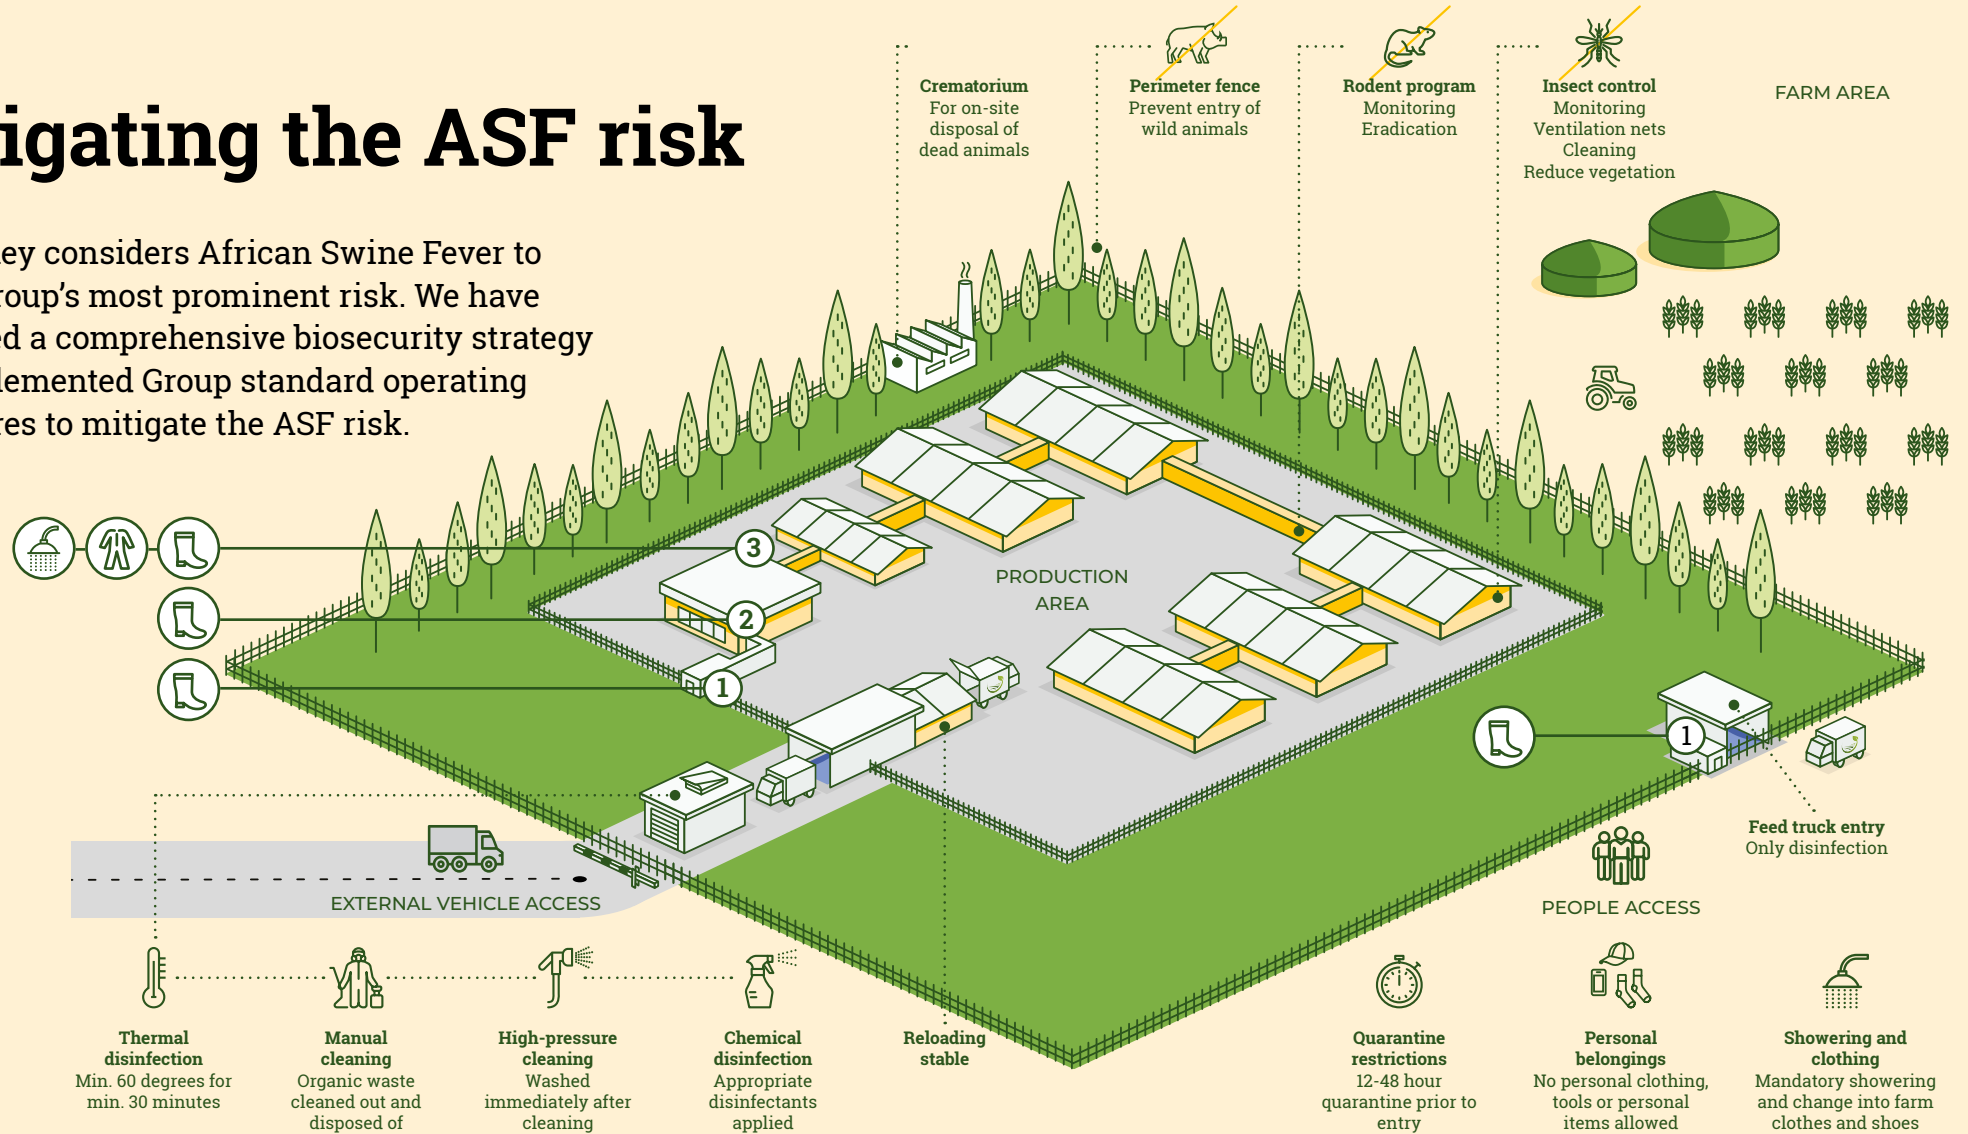 igating the ASF risk
ey considers African Swine Fever to
roup's most prominent risk. We have
ed a comprehensive biosecurity strategy
lemented Group standard operating
res to mitigate the ASF risk.
Crematorium
For on-site
disposal of
dead animals
Perimeter fence
Prevent entry of
wild animals
Rodent program
Monitoring
Eradication
Insect control
Monitoring
Ventilation nets
Cleaning
Reduce vegetation
FARM AREA
3
2
1
PRODUCTION
AREA
1
Feed truck entry
Only disinfection
EXTERNAL VEHICLE ACCESS
PEOPLE ACCESS
Thermal
disinfection
Min. 60 degrees for
min. 30 minutes
Manual
cleaning
Organic waste
cleaned out and
disposed of
High-pressure
cleaning
Washed
immediately after
cleaning
Chemical
disinfection
Appropriate
disinfectants
applied
Reloading
stable
Quarantine
restrictions
12-48 hour
quarantine prior to
entry
Personal
belongings
No personal clothing,
tools or personal
items allowed
Showering and
clothing
Mandatory showering
and change into farm
clothes and shoes